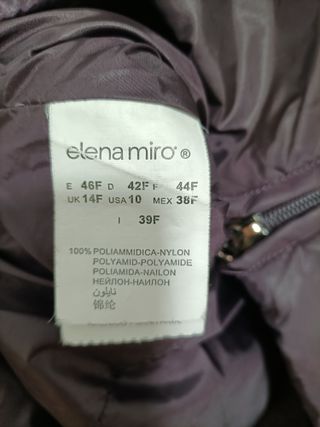 elena miro ®
E 46F D 42F F 44F
UK 14F USA 10 MEX 38F
I 39F
100% POLIAMMIDICA-NYLON
POLYAMID-POLYAMIDE
POLIAMIDA-NAILON
НЕЙЛОН-НАИЛОН
نايلون
锦纶